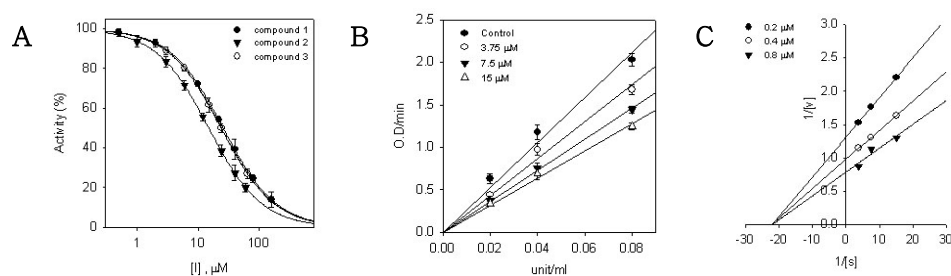 A
Activity (%)
100
80
60
40
20
0
1
10
100
[I] , µM
compound 1
compound 2
compound 3
B
O.D/min
2.5
2.0
1.5
1.0
0.5
0.0
0.00
0.02
0.04
0.06
0.08
unit/ml
Control
3.75 µM
7.5 µM
15 µM
C
0.2 µM
0.4 µM
0.8 µM
1/[v]
3.0
2.5
2.0
1.5
1.0
0.5
0.0
-30
-20
-10
0
10
20
30
1/[s]